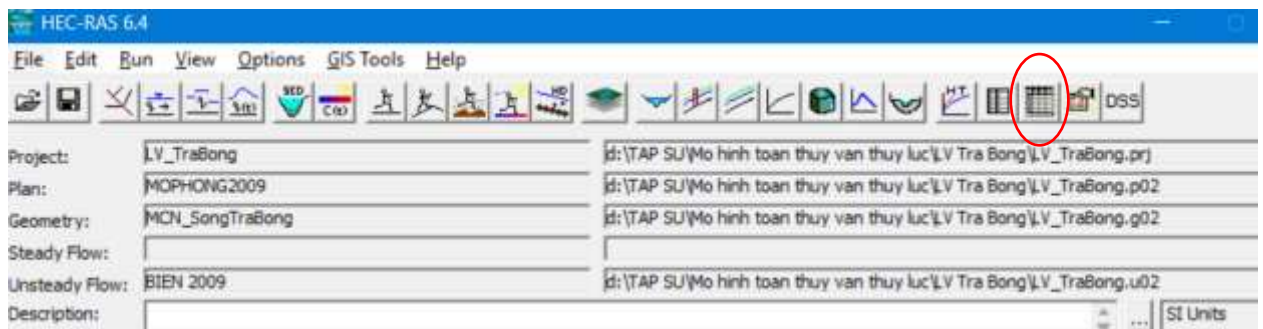 HEC-RAS 6.4
File Edit Run View Options GIS Tools Help
SED C(θ) HD HT DSS
Project: LV_TraBong d:\TAP SU\Mo hinh toan thuy van thuy luc\LV Tra Bong\LV_TraBong.prj
Plan: MOPHONG2009 d:\TAP SU\Mo hinh toan thuy van thuy luc\LV Tra Bong\LV_TraBong.p02
Geometry: MCN_SongTraBong d:\TAP SU\Mo hinh toan thuy van thuy luc\LV Tra Bong\LV_TraBong.g02
Steady Flow:
Unsteady Flow: BIEN 2009 d:\TAP SU\Mo hinh toan thuy van thuy luc\LV Tra Bong\LV_TraBong.u02
Description: ... SI Units